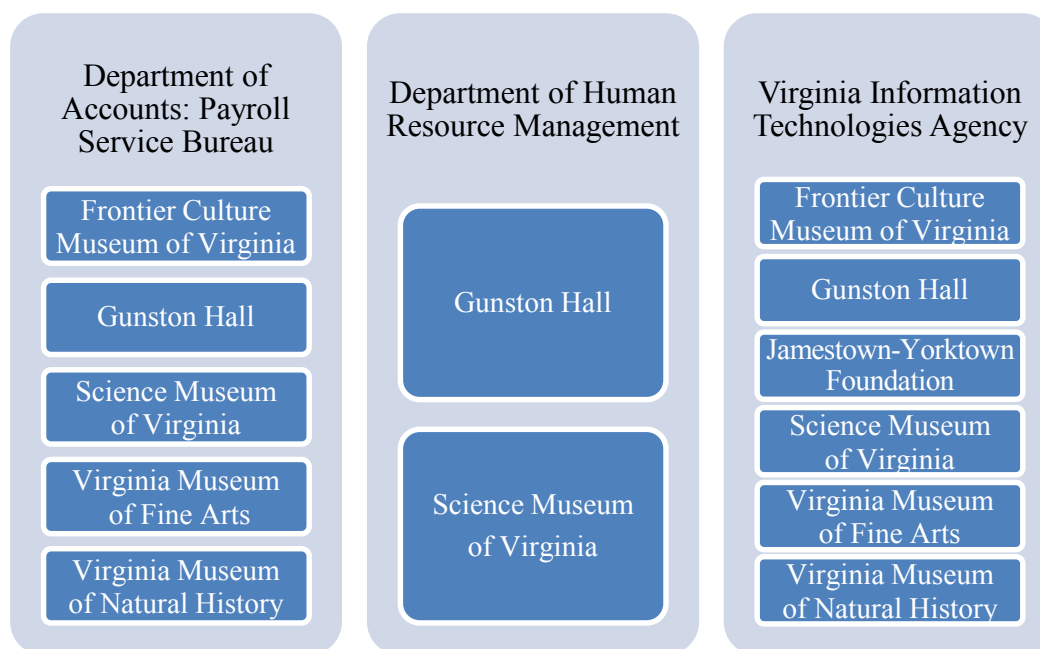 Department of
Accounts: Payroll
Service Bureau
Frontier Culture
Museum of Virginia
Gunston Hall
Science Museum
of Virginia
Virginia Museum
of Fine Arts
Virginia Museum
of Natural History
Department of Human
Resource Management
Gunston Hall
Science Museum
of Virginia
Virginia Information
Technologies Agency
Frontier Culture
Museum of Virginia
Gunston Hall
Jamestown-Yorktown
Foundation
Science Museum
of Virginia
Virginia Museum
of Fine Arts
Virginia Museum
of Natural History